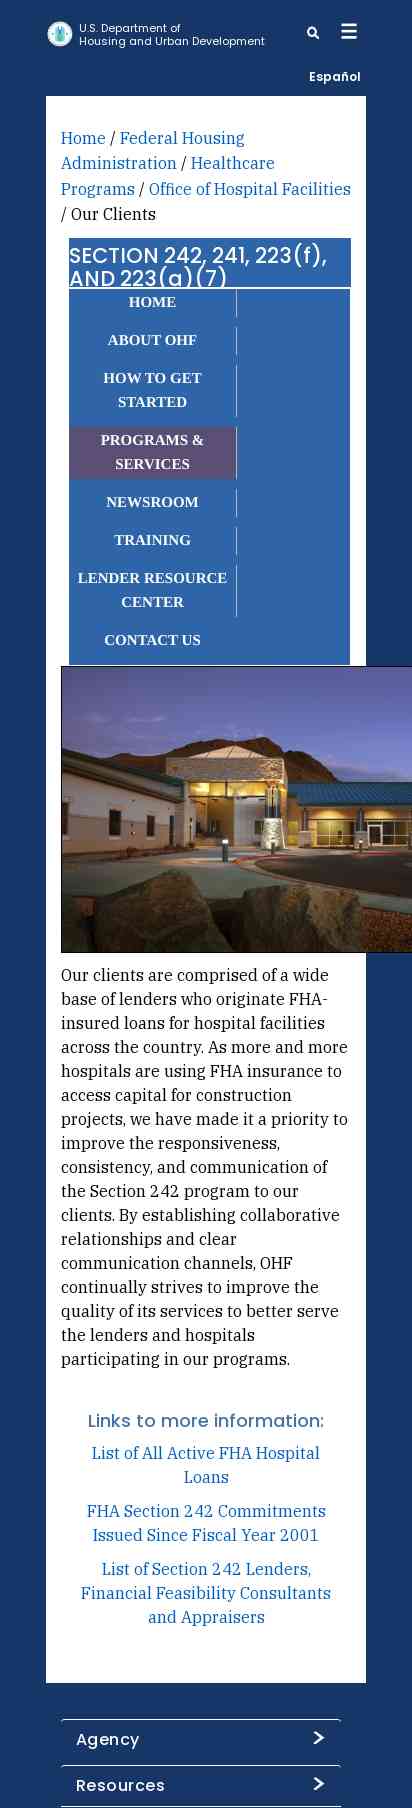 U.S. Department of
Housing and Urban Development
Español
Home / Federal Housing
Administration / Healthcare
Programs / Office of Hospital Facilities
/ Our Clients
SECTION 242, 241, 223(f),
AND 223(a)(7)
HOME
ABOUT OHF
HOW TO GET
STARTED
PROGRAMS &
SERVICES
NEWSROOM
TRAINING
LENDER RESOURCE
CENTER
CONTACT US
Our clients are comprised of a wide
base of lenders who originate FHA-
insured loans for hospital facilities
across the country. As more and more
hospitals are using FHA insurance to
access capital for construction
projects, we have made it a priority to
improve the responsiveness,
consistency, and communication of
the Section 242 program to our
clients. By establishing collaborative
relationships and clear
communication channels, OHF
continually strives to improve the
quality of its services to better serve
the lenders and hospitals
participating in our programs.
Links to more information:
List of All Active FHA Hospital
Loans
FHA Section 242 Commitments
Issued Since Fiscal Year 2001
List of Section 242 Lenders,
Financial Feasibility Consultants
and Appraisers
Agency
Resources